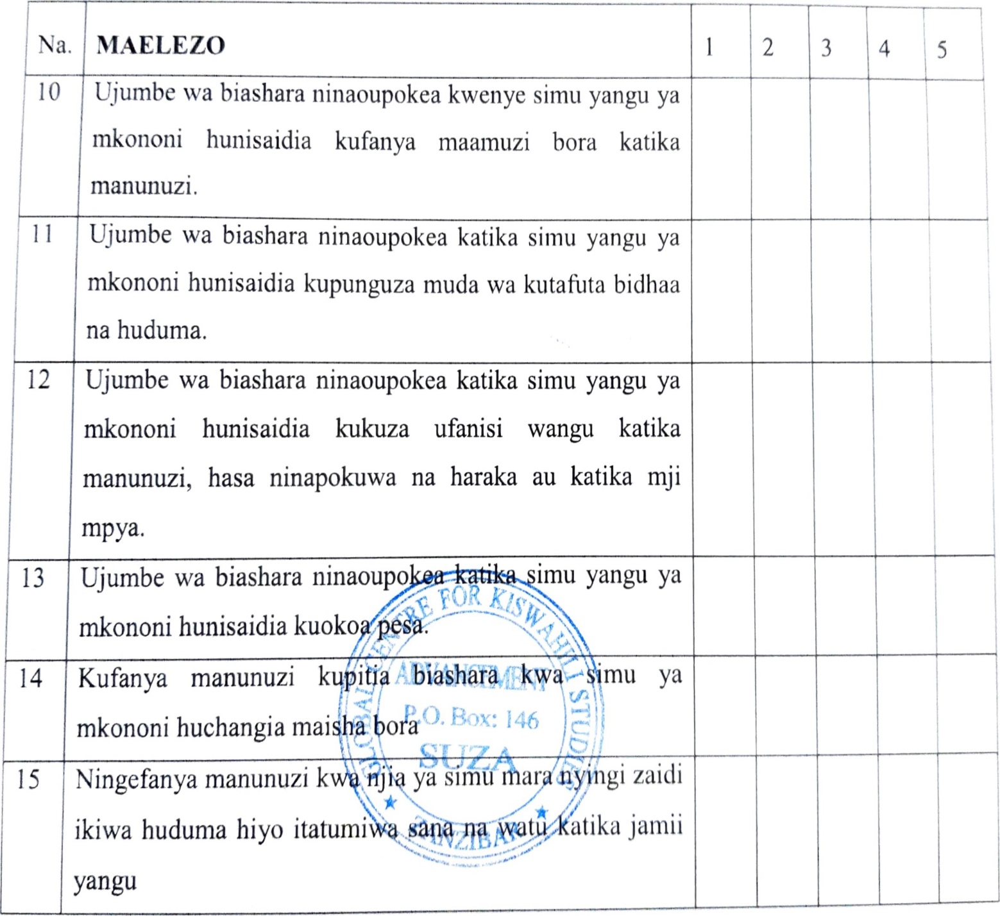 Na. MAELEZO 1 2 3 4 5
10 Ujumbe wa biashara ninaoupokea kwenye simu yangu ya
mkononi hunisaidia kufanya maamuzi bora katika
manunuzi.
11 Ujumbe wa biashara ninaoupokea katika simu yangu ya
mkononi hunisaidia kupunguza muda wa kutafuta bidhaa
na huduma.
12 Ujumbe wa biashara ninaoupokea katika simu yangu ya
mkononi hunisaidia kukuza ufanisi wangu katika
manunuzi, hasa ninapokuwa na haraka au katika mji
mpya.
13 Ujumbe wa biashara ninaoupokea katika simu yangu ya
mkononi hunisaidia kuokoa pesa.
14 Kufanya manunuzi kupitia biashara kwa simu ya
mkononi huchangia maisha bora
15 Ningefanya manunuzi kwa njia ya simu mara nyingi zaidi
ikiwa huduma hiyo itatumiwa sana na watu katika jamii
yangu
GLOBAL CENTRE FOR KISWAHILI STUDIES
ADVANCEMENT
P.O. Box: 146
SUZA
ZANZIBAR